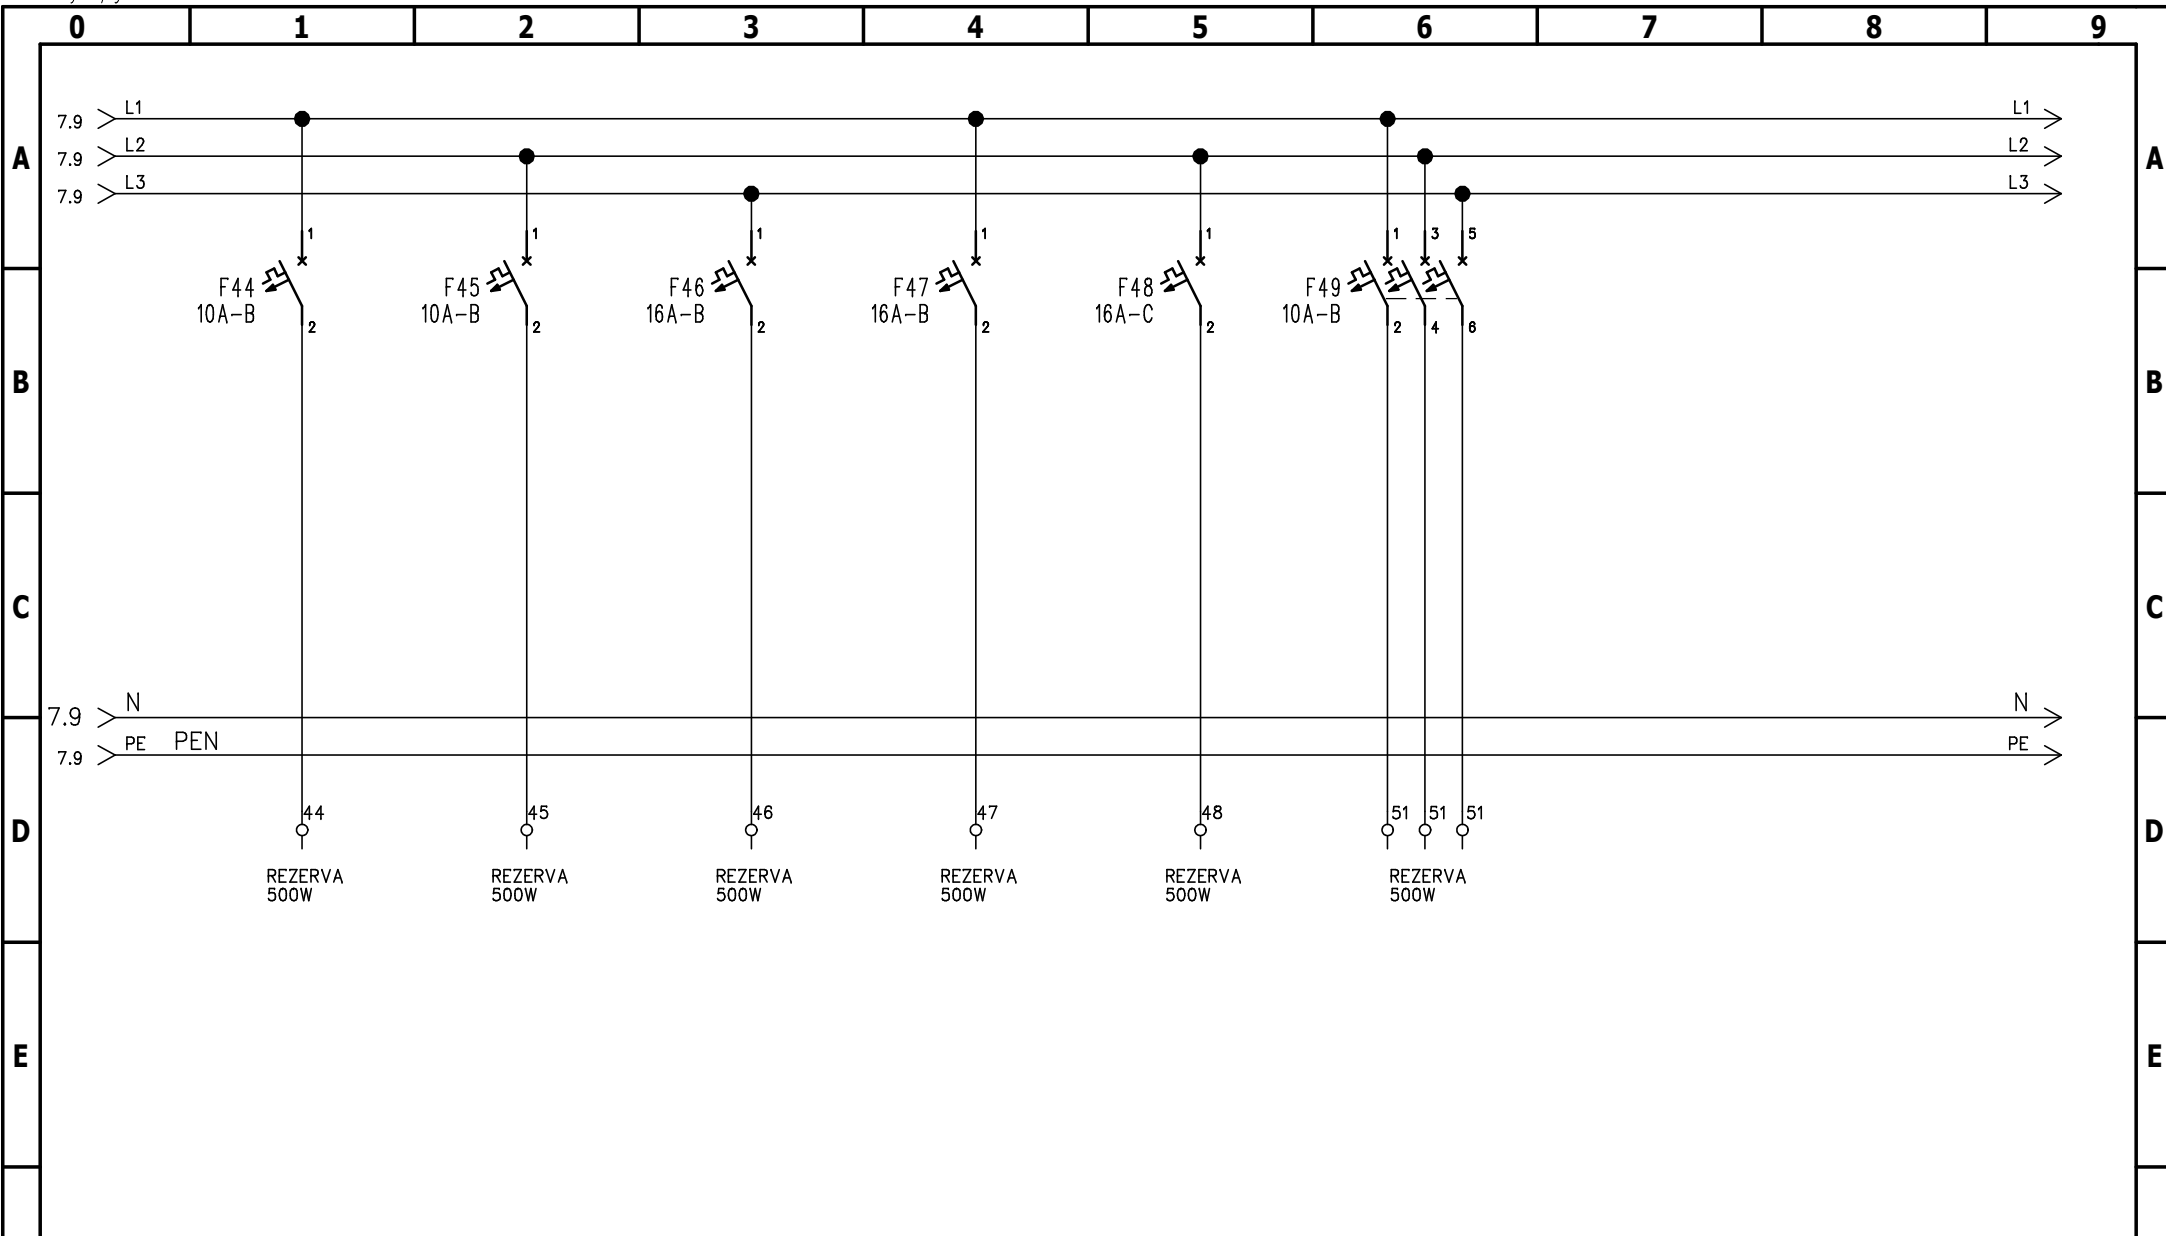 0 1 2 3 4 5 6 7 8 9
7.9 L1 L1
7.9 L2 L2
A A
7.9 L3 L3
1 1 1 1 1 1 3 5
F44 F45 F46 F47 F48 F49
10A-B 10A-B 16A-B 16A-B 16A-C 10A-B
2 2 2 2 2 2 4 6
B B
C C
7.9 N N
7.9 PE PEN PE
44 45 46 47 48 51 51 51
D D
REZERVA REZERVA REZERVA REZERVA REZERVA REZERVA
500W 500W 500W 500W 500W 500W
E E